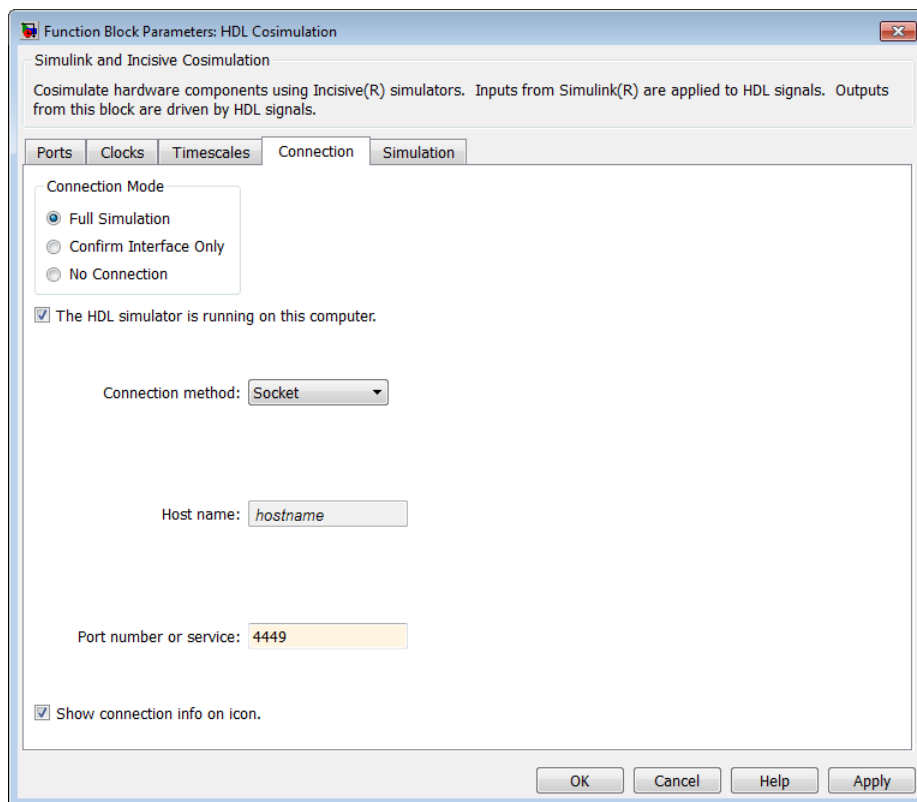 Function Block Parameters: HDL Cosimulation
Simulink and Incisive Cosimulation
Cosimulate hardware components using Incisive(R) simulators.  Inputs from Simulink(R) are applied to HDL signals.  Outputs
from this block are driven by HDL signals.
Ports Clocks Timescales Connection Simulation
Connection Mode
Full Simulation
Confirm Interface Only
No Connection
The HDL simulator is running on this computer.
Connection method: Socket
Host name: hostname
Port number or service: 4449
Show connection info on icon.
OK Cancel Help Apply